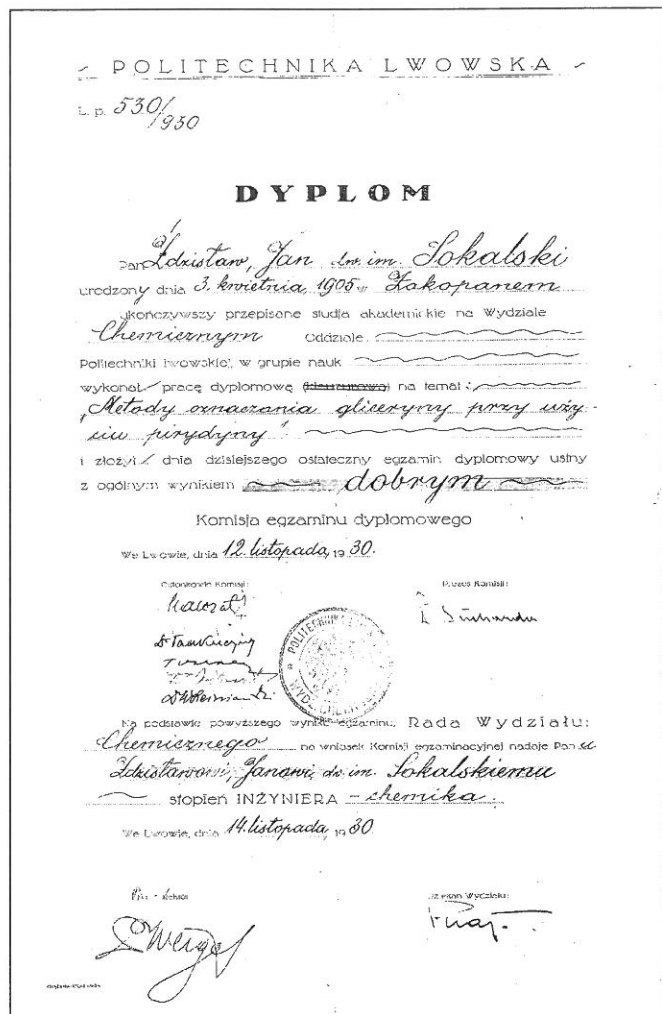 ~ POLITECHNIKA LWOWSKA ~
L. p. 530/930
DYPLOM
Pan Zdzisław, Jan dw. im. Sokalski
urodzony dnia 3. kwietnia, 1905 w Zakopanem
ukończywszy przepisane studja akademickie na Wydziale
Chemicznym Oddziale
Politechniki lwowskiej, w grupie nauk
wykonał pracę dyplomową na temat:
„Metody oznaczania gliceryny przy uży-
ciu pirydyny".
i złożył dnia dzisiejszego ostateczny egzamin dyplomowy ustny
z ogólnym wynikiem dobrym
Komisja egzaminu dyplomowego
We Lwowie, dnia 12. listopada, 1930.
Członkowie Komisji: Prezes Komisji:
POLITECHNIKA
Na podstawie powyższego wyniku egzaminu, Rada Wydziału:
Chemicznego na wniosek Komisji egzaminacyjnej nadaje Panu
Zdzisławowi, Janowi, dw. im. Sokalskiemu
stopień INŻYNIERA – chemika.
We Lwowie, dnia 14. listopada, 1930
Dziekan Wydziału: